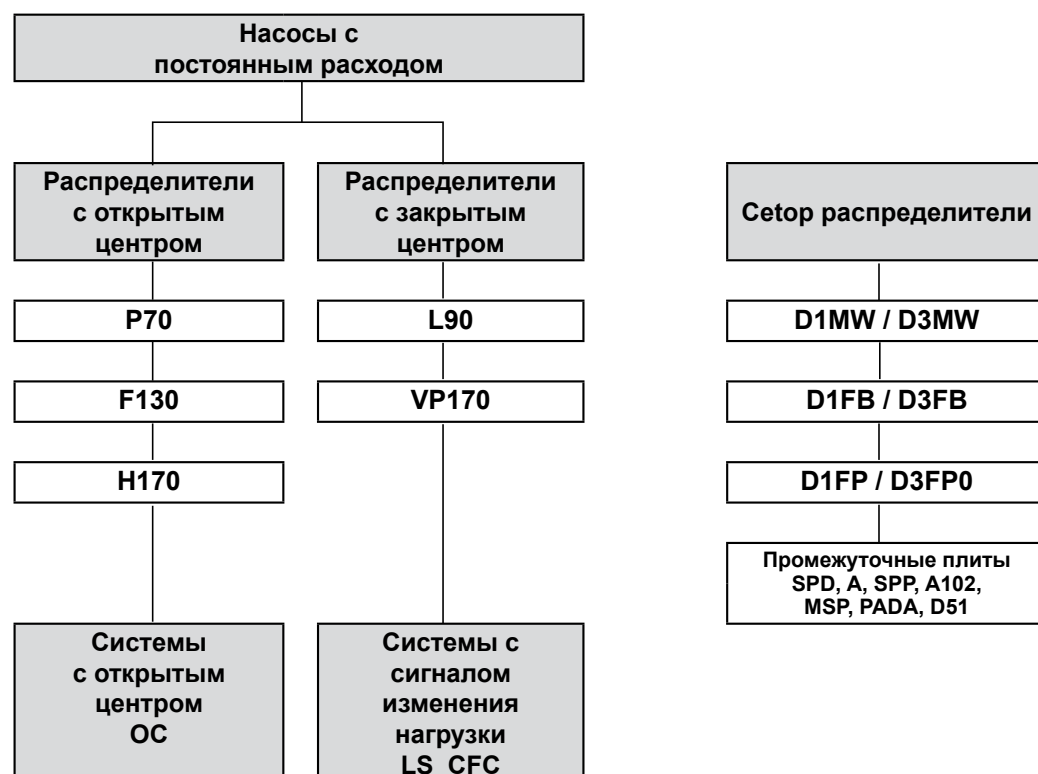 Насосы с
постоянным расходом
Распределители
с открытым
центром
P70
F130
H170
Системы
с открытым
центром
OC
Распределители
с закрытым
центром
L90
VP170
Системы с
сигналом
изменения
нагрузки
LS CFC
Cetop распределители
D1MW / D3MW
D1FB / D3FB
D1FP / D3FP0
Промежуточные плиты
SPD, A, SPP, A102,
MSP, PADA, D51